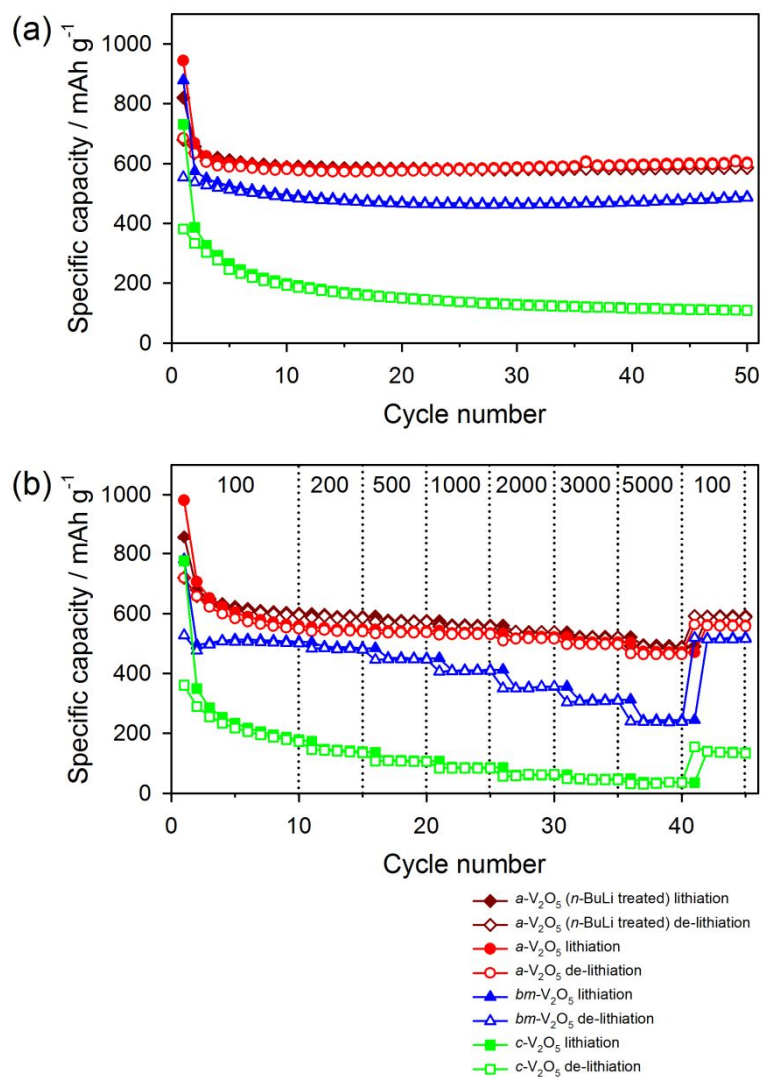 (a)
1000
800
600
400
200
0
Specific capacity / mAh g⁻¹
0 10 20 30 40 50
Cycle number
(b)
100 200 500 1000 2000 3000 5000 100
1000
800
600
400
200
0
Specific capacity / mAh g⁻¹
0 10 20 30 40
Cycle number
a-V₂O₅ (n-BuLi treated) lithiation
a-V₂O₅ (n-BuLi treated) de-lithiation
a-V₂O₅ lithiation
a-V₂O₅ de-lithiation
bm-V₂O₅ lithiation
bm-V₂O₅ de-lithiation
c-V₂O₅ lithiation
c-V₂O₅ de-lithiation